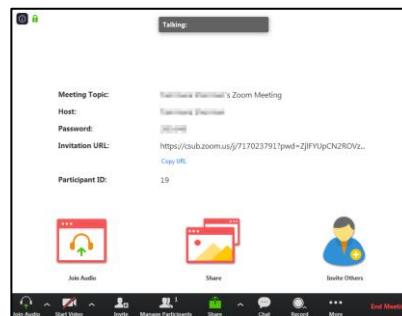 Talking:
Meeting Topic: 's Zoom Meeting
Host:
Password:
Invitation URL: https://csub.zoom.us/j/717023791?pwd=ZjlFYUpCN2ROVz...
Copy URL
Participant ID: 19
Join Audio Share Invite Others
Join Audio Start Video Invite Manage Participants 1 Share Chat Record More End Meeti